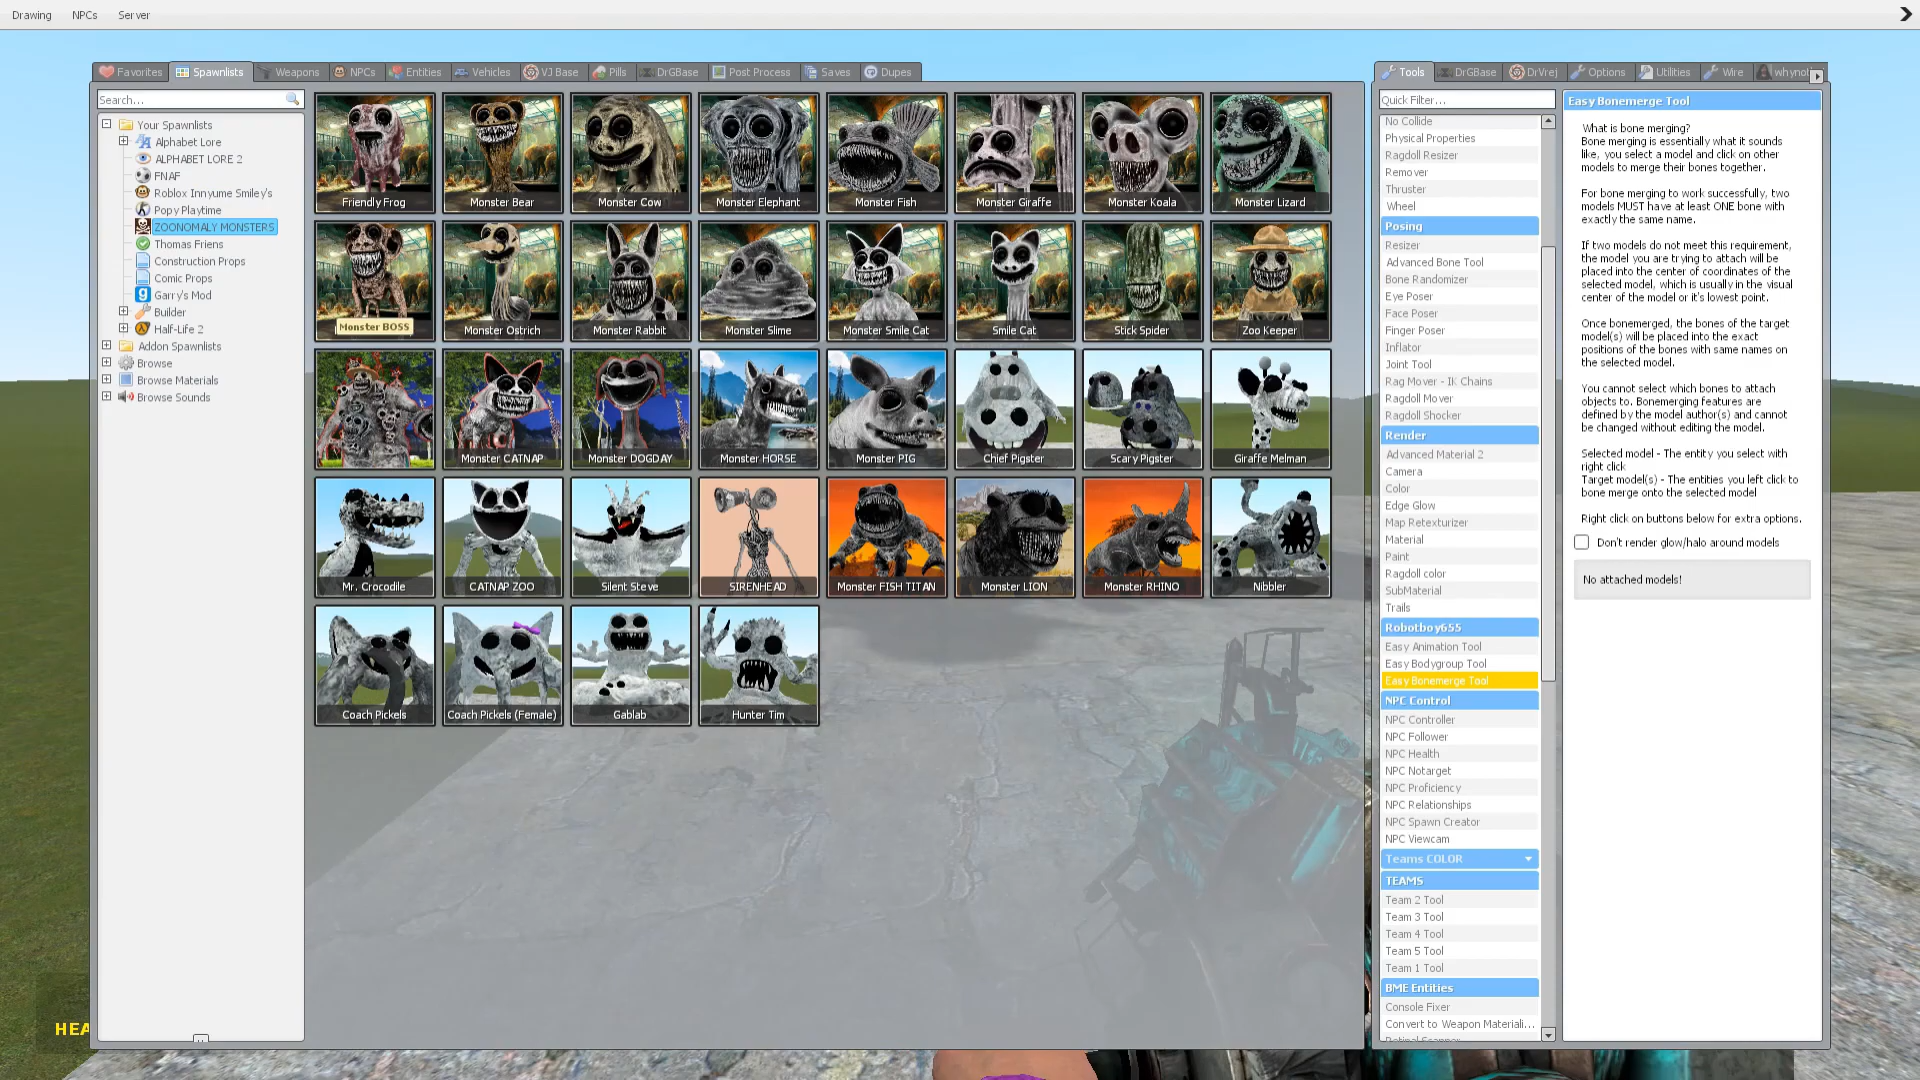 Drawing NPCs Server
Favorites Spawnlists Weapons NPCs Entities Vehicles VJ Base Pills DrGBase Post Process Saves Dupes
Search...
Your Spawnlists
Alphabet Lore
ALPHABET LORE 2
FNAF
Roblox Innyume Smiley's
Popy Playtime
ZOONOMALY MONSTERS
Thomas Friens
Construction Props
Comic Props
Garry's Mod
Builder
Half-Life 2
Addon Spawnlists
Browse
Browse Materials
Browse Sounds
Friendly Frog
Monster Bear
Monster Cow
Monster Elephant
Monster Fish
Monster Giraffe
Monster Koala
Monster Lizard
Monster BOSS
Monster Ostrich
Monster Rabbit
Monster Slime
Monster Smile Cat
Smile Cat
Stick Spider
Zoo Keeper
Monster CATNAP
Monster DOGDAY
Monster HORSE
Monster PIG
Chief Pigster
Scary Pigster
Giraffe Melman
Mr. Crocodile
CATNAP ZOO
Silent Steve
SIRENHEAD
Monster FISH TITAN
Monster LION
Monster RHINO
Nibbler
Coach Pickels
Coach Pickels (Female)
Gablab
Hunter Tim
HEA
Tools DrGBase DrVrej Options Utilities Wire whynot
Quick Filter...
No Collide
Physical Properties
Ragdoll Resizer
Remover
Thruster
Wheel
Posing
Resizer
Advanced Bone Tool
Bone Randomizer
Eye Poser
Face Poser
Finger Poser
Inflator
Joint Tool
Rag Mover - IK Chains
Ragdoll Mover
Ragdoll Shocker
Render
Advanced Material 2
Camera
Color
Edge Glow
Map Retexturizer
Material
Paint
Ragdoll color
SubMaterial
Trails
Robotboy655
Easy Animation Tool
Easy Bodygroup Tool
Easy Bonemerge Tool
NPC Control
NPC Controller
NPC Follower
NPC Health
NPC Notarget
NPC Proficiency
NPC Relationships
NPC Spawn Creator
NPC Viewcam
Teams COLOR
TEAMS
Team 2 Tool
Team 3 Tool
Team 4 Tool
Team 5 Tool
Team 1 Tool
BME Entities
Console Fixer
Convert to Weapon Materiali...
Easy Bonemerge Tool
What is bone merging?
Bone merging is essentially what it sounds
like, you select a model and click on other
models to merge their bones together.
For bone merging to work successfully, two
models MUST have at least ONE bone with
exactly the same name.
If two models do not meet this requirement,
the model you are trying to attach will be
placed into the center of coordinates of the
selected model, which is usually in the visual
center of the model or it's lowest point.
Once bonemerged, the bones of the target
model(s) will be placed into the exact
positions of the bones with same names on
the selected model.
You cannot select which bones to attach
objects to. Bonemerging features are
defined by the model author(s) and cannot
be changed without editing the model.
Selected model - The entity you select with
right click
Target model(s) - The entities you left click to
bone merge onto the selected model
Right click on buttons below for extra options.
Don't render glow/halo around models
No attached models!